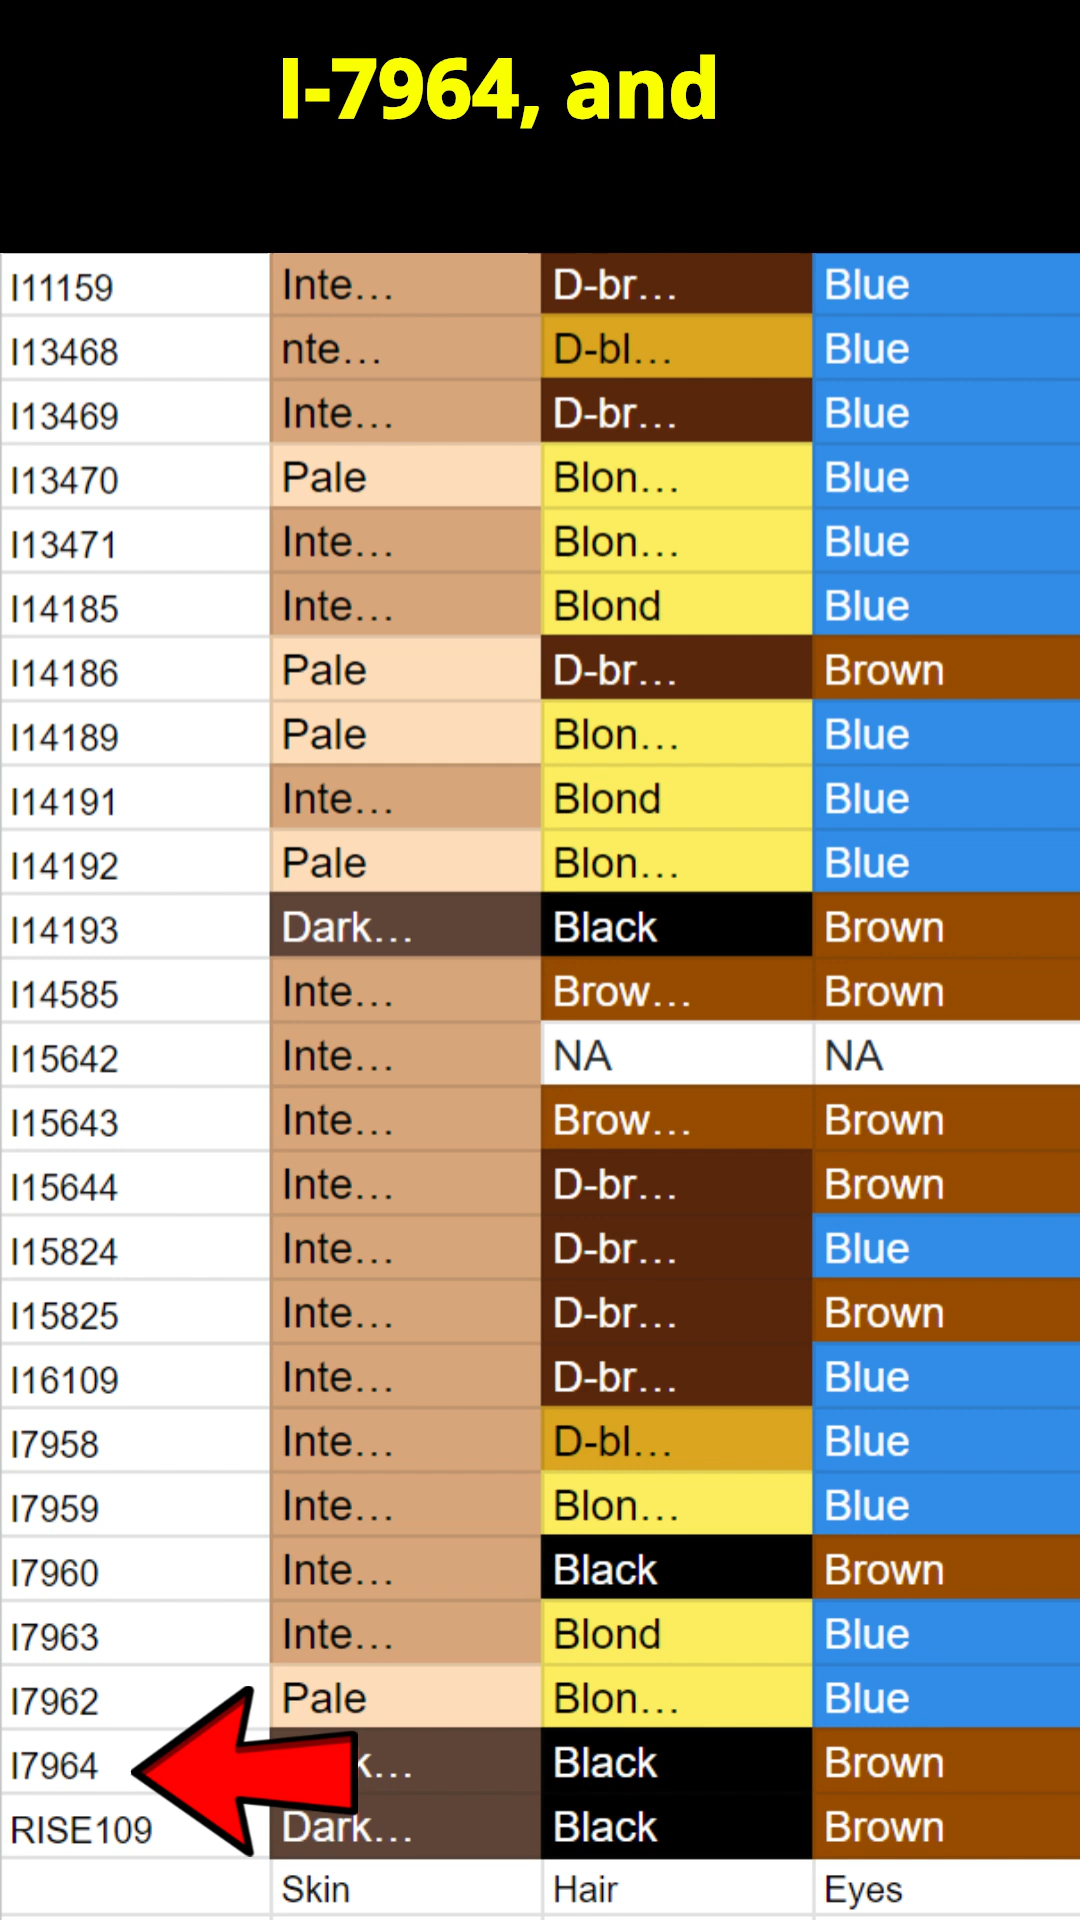 I-7964, and
I11159 Inte… D-br… Blue
I13468 nte… D-bl… Blue
I13469 Inte… D-br… Blue
I13470 Pale Blon… Blue
I13471 Inte… Blon… Blue
I14185 Inte… Blond Blue
I14186 Pale D-br… Brown
I14189 Pale Blon… Blue
I14191 Inte… Blond Blue
I14192 Pale Blon… Blue
I14193 Dark… Black Brown
I14585 Inte… Brow… Brown
I15642 Inte… NA NA
I15643 Inte… Brow… Brown
I15644 Inte… D-br… Brown
I15824 Inte… D-br… Blue
I15825 Inte… D-br… Brown
I16109 Inte… D-br… Blue
I7958 Inte… D-bl… Blue
I7959 Inte… Blon… Blue
I7960 Inte… Black Brown
I7963 Inte… Blond Blue
I7962 Pale Blon… Blue
I7964 k… Black Brown
RISE109 Dark… Black Brown
Skin Hair Eyes